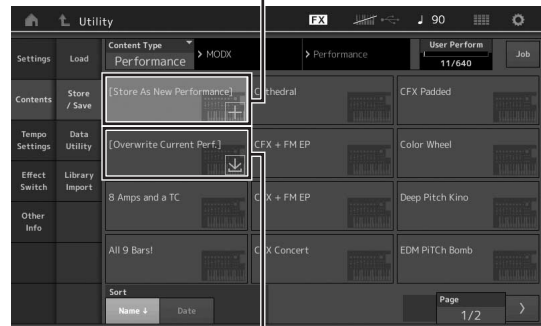 Utility FX 90
Settings Load Content Type Performance > MODX > Performance User Perform 11/640 Job
Contents Store / Save [Store As New Performance] Cathedral CFX Padded
Tempo Settings Data Utility [Overwrite Current Perf.] CFX + FM EP Color Wheel
Effect Switch Library Import 8 Amps and a TC CFX + FM EP Deep Pitch Kino
Other Info
All 9 Bars! CFX Concert EDM PiTCh Bomb
Sort
Name ↓ Date Page 1/2 >